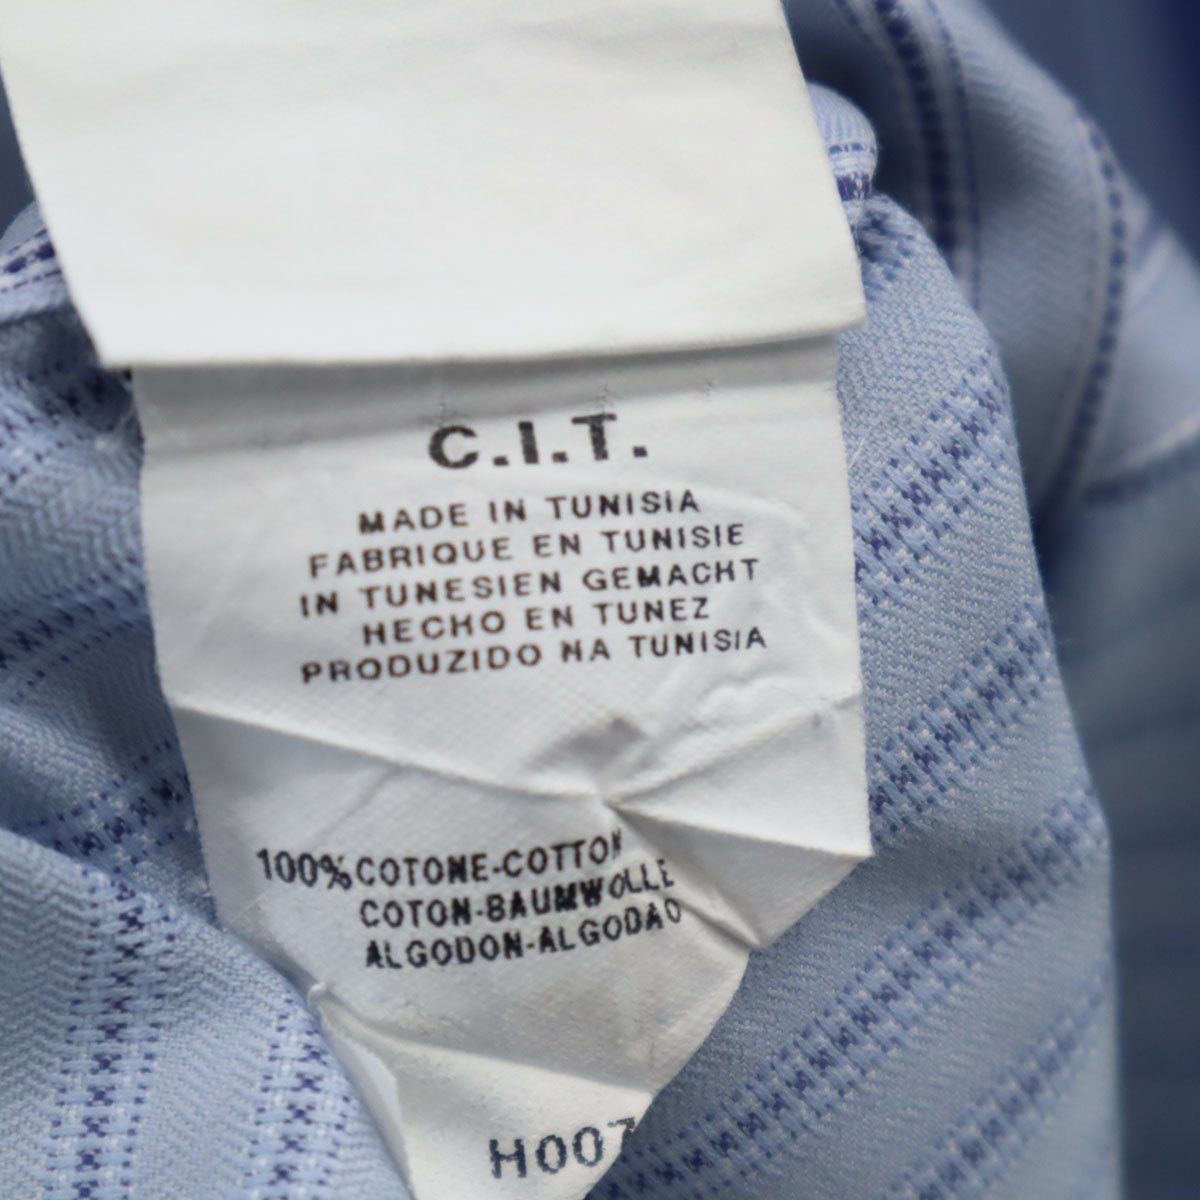 C.I.T.
MADE IN TUNISIA
FABRIQUE EN TUNISIE
IN TUNESIEN GEMACHT
HECHO EN TUNEZ
PRODUZIDO NA TUNISIA
100% COTONE-COTTON
COTON-BAUMWOLLE
ALGODON-ALGODAO
H007